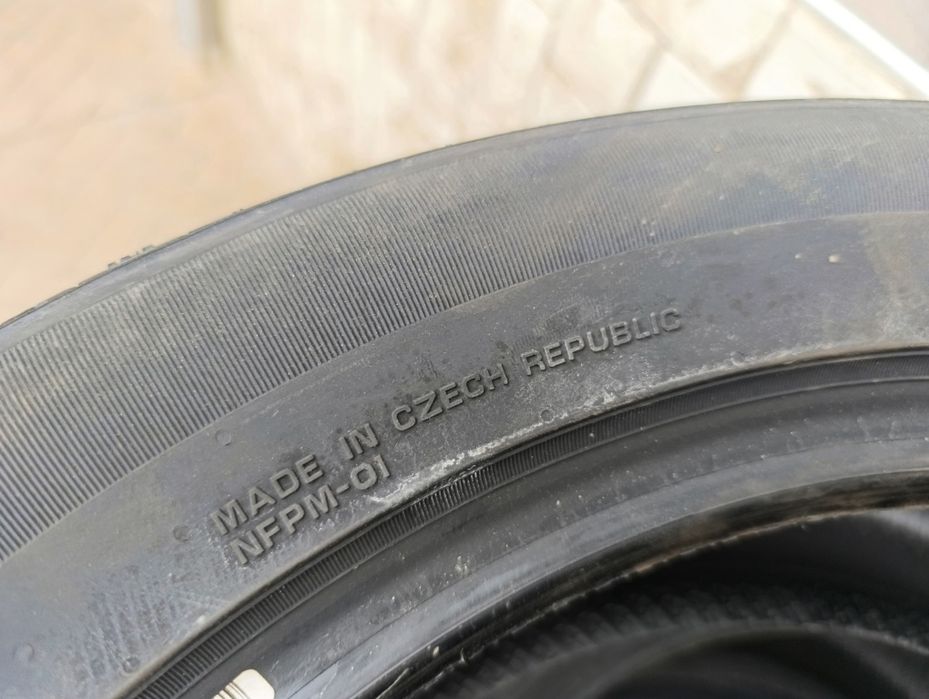 MADE IN CZECH REPUBLIC
NFPM-01